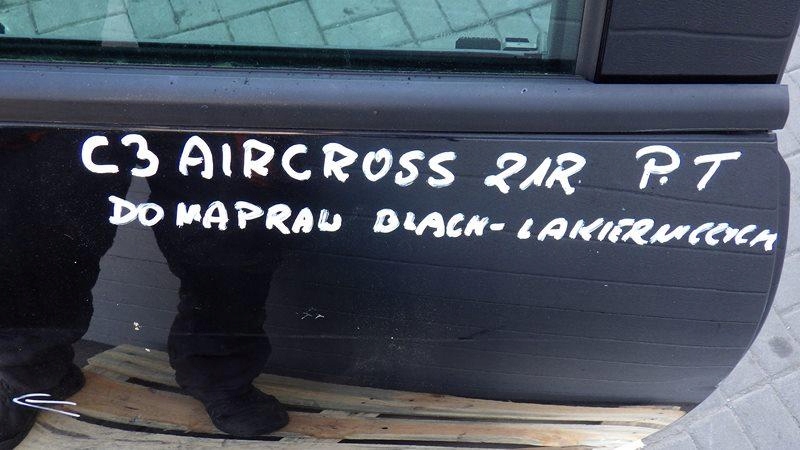 C3 AIRCROSS 21R P.T
DO NAPRAW BLACH-LAKIERNICZYCH